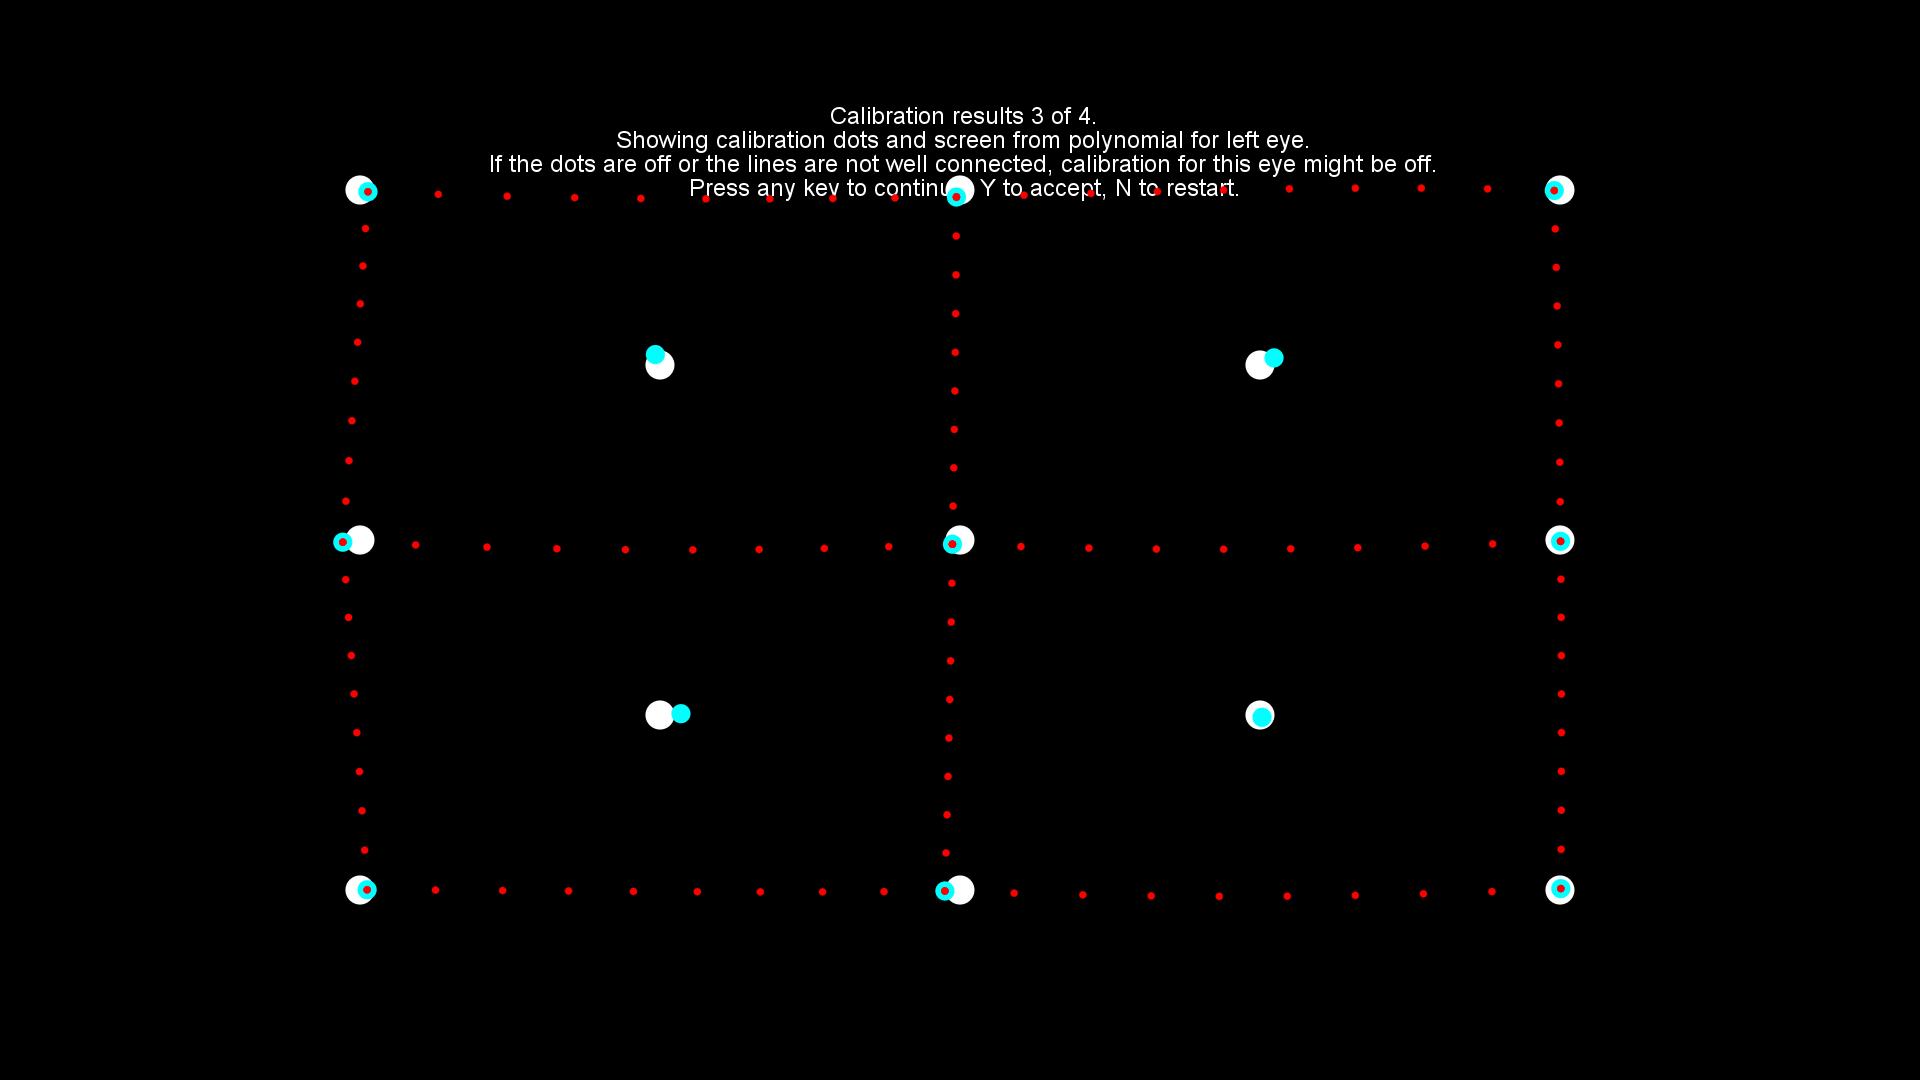 Calibration results 3 of 4.
Showing calibration dots and screen from polynomial for left eye.
If the dots are off or the lines are not well connected, calibration for this eye might be off.
Press any key to continue, Y to accept, N to restart.